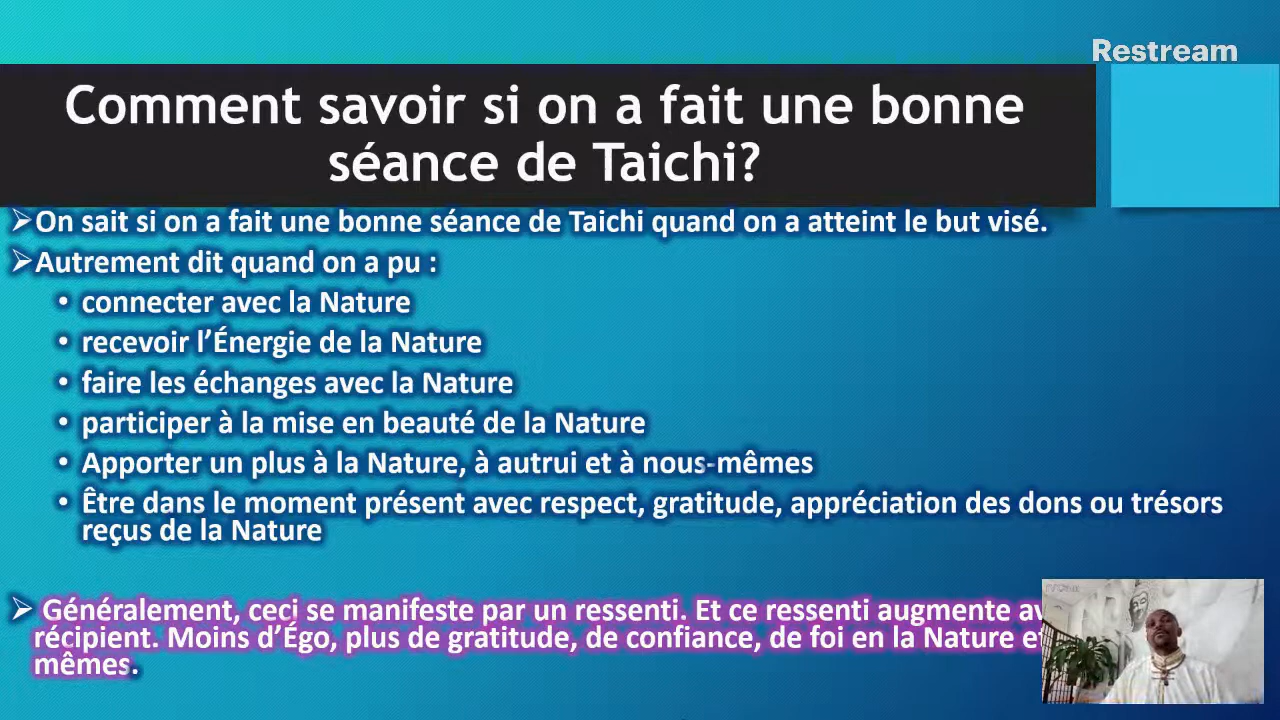 Restream
Comment savoir si on a fait une bonne
séance de Taichi?
➢On sait si on a fait une bonne séance de Taichi quand on a atteint le but visé.
➢Autrement dit quand on a pu :
• connecter avec la Nature
• recevoir l’Énergie de la Nature
• faire les échanges avec la Nature
• participer à la mise en beauté de la Nature
• Apporter un plus à la Nature, à autrui et à nous-mêmes
• Être dans le moment présent avec respect, gratitude, appréciation des dons ou trésors
reçus de la Nature
➢ Généralement, ceci se manifeste par un ressenti. Et ce ressenti augmente
récipient. Moins d’Égo, plus de gratitude, de confiance, de foi en la Nature
mêmes.